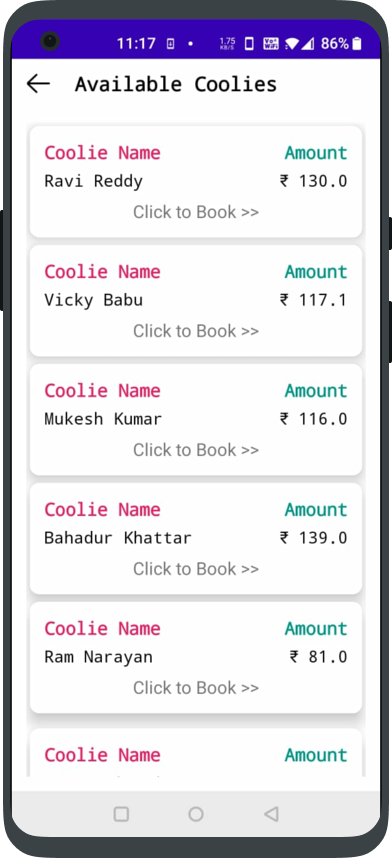 11:17 1.75 KB/S Vo WiFi 86%
Available Coolies
Coolie Name Amount
Ravi Reddy ₹ 130.0
Click to Book >>
Coolie Name Amount
Vicky Babu ₹ 117.1
Click to Book >>
Coolie Name Amount
Mukesh Kumar ₹ 116.0
Click to Book >>
Coolie Name Amount
Bahadur Khattar ₹ 139.0
Click to Book >>
Coolie Name Amount
Ram Narayan ₹ 81.0
Click to Book >>
Coolie Name Amount